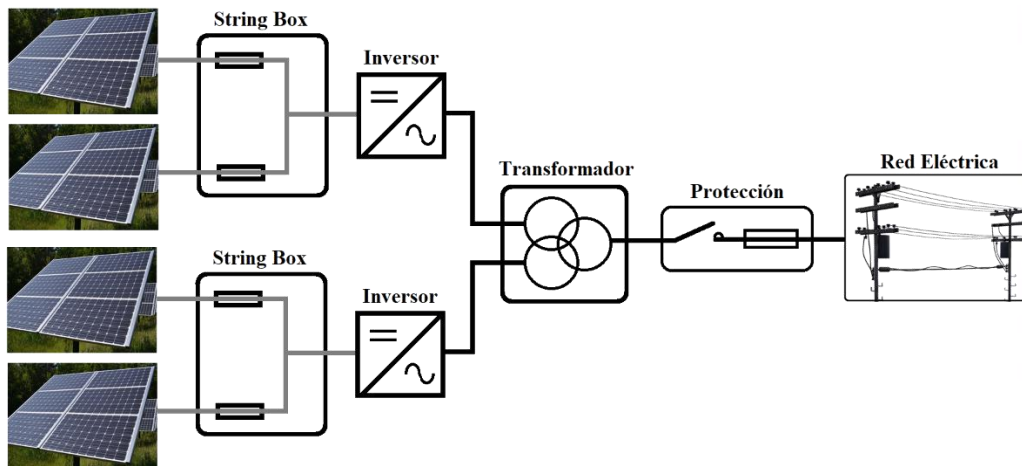 String Box
Inversor
Transformador
Protección
Red Eléctrica
String Box
Inversor